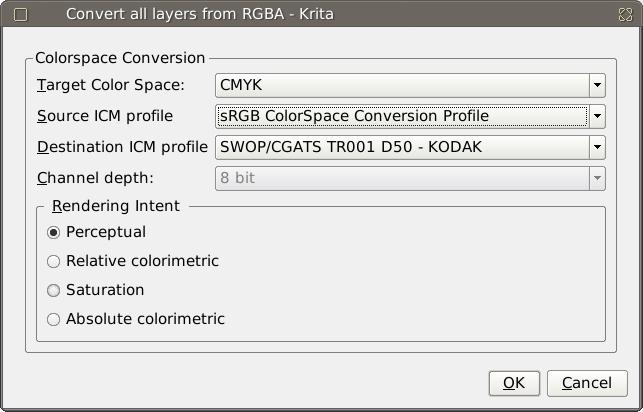 Convert all layers from RGBA - Krita
Colorspace Conversion
Target Color Space: CMYK
Source ICM profile sRGB ColorSpace Conversion Profile
Destination ICM profile SWOP/CGATS TR001 D50 - KODAK
Channel depth: 8 bit
Rendering Intent
Perceptual
Relative colorimetric
Saturation
Absolute colorimetric
OK Cancel